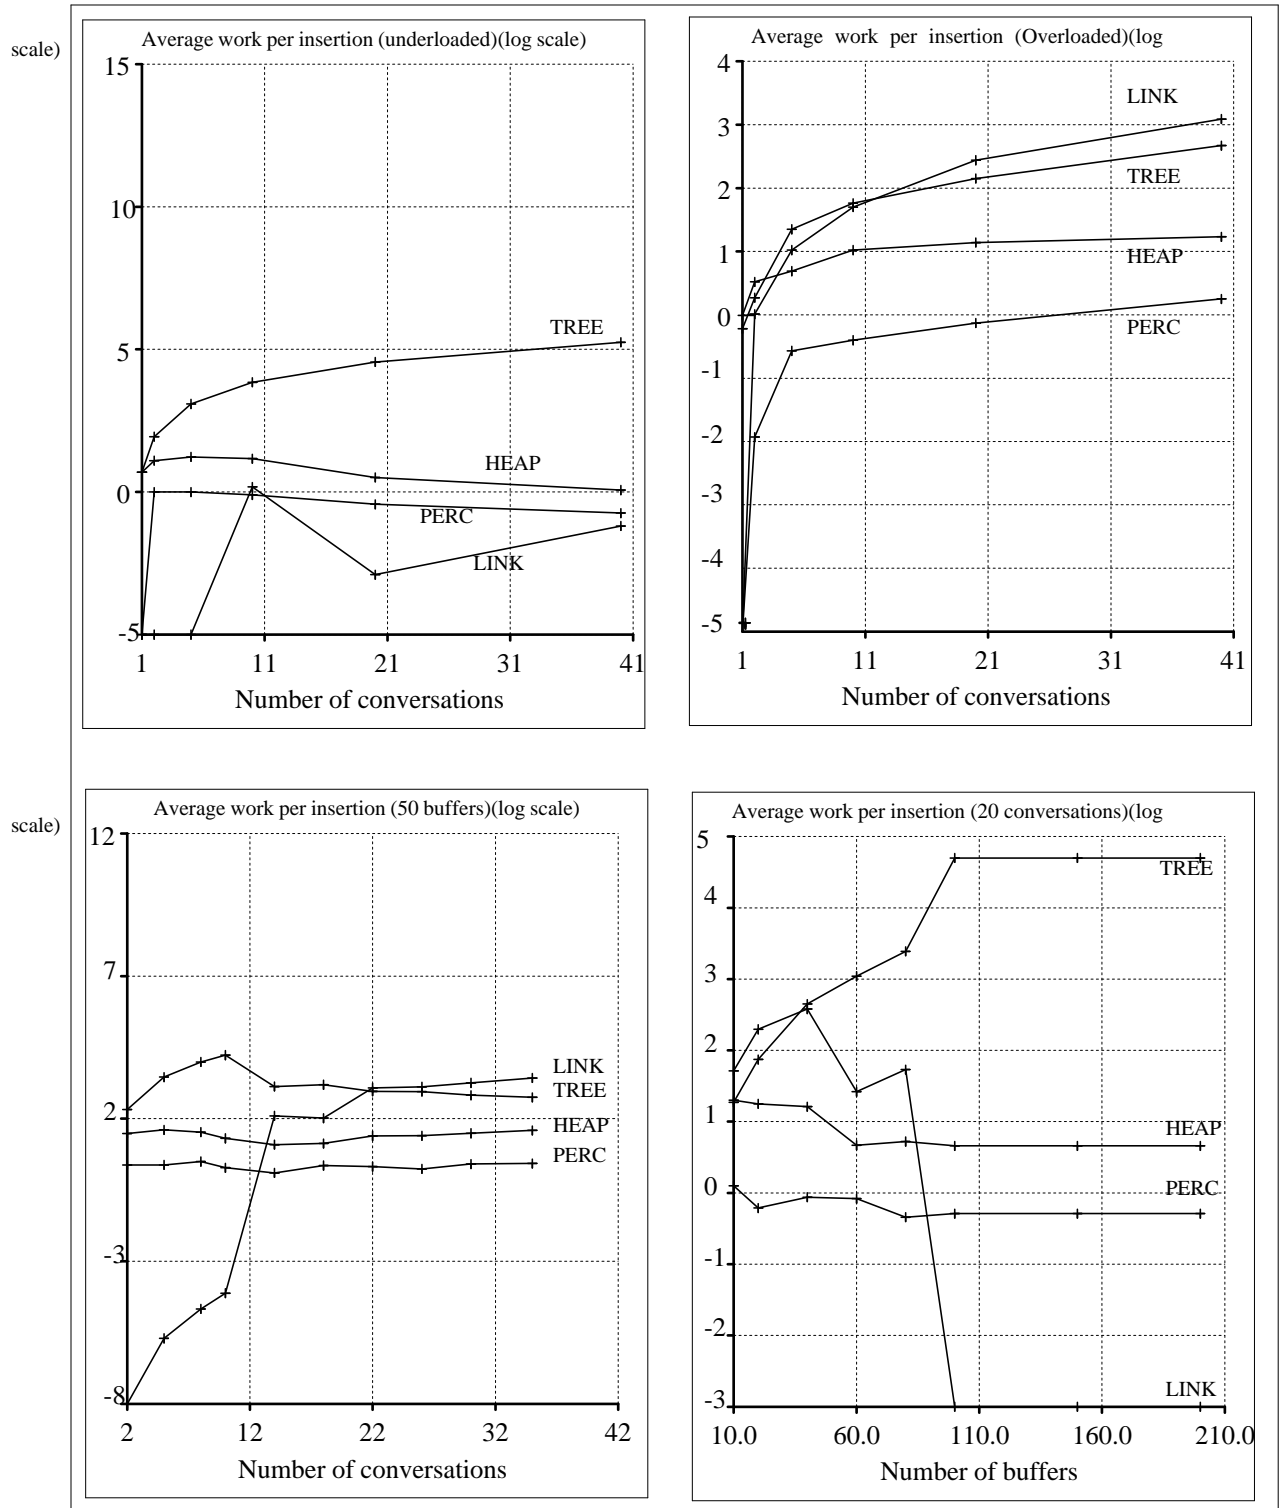 Average work per insertion (underloaded)(log scale)
15
10
5
0
-5
TREE
HEAP
PERC
LINK
1 11 21 31 41
Number of conversations
Average work per insertion (Overloaded)(log
scale)
4
3
2
1
0
-1
-2
-3
-4
-5
LINK
TREE
HEAP
PERC
1 11 21 31 41
Number of conversations
Average work per insertion (50 buffers)(log scale)
12
7
2
-3
-8
LINK
TREE
HEAP
PERC
2 12 22 32 42
Number of conversations
Average work per insertion (20 conversations)(log
scale)
5
4
3
2
1
0
-1
-2
-3
TREE
HEAP
PERC
LINK
10.0 60.0 110.0 160.0 210.0
Number of buffers